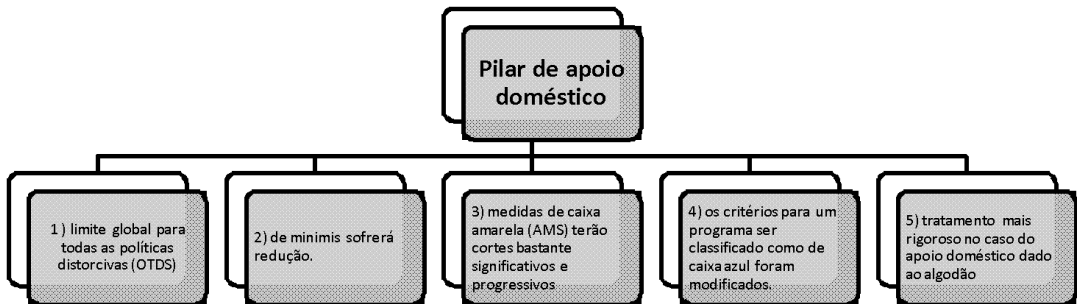 Pilar de apoio
doméstico
1) limite global para
todas as políticas
distorcivas (OTDS)
2) de minimis sofrerá
redução.
3) medidas de caixa
amarela (AMS) terão
cortes bastante
significativos e
progressivos
4) os critérios para um
programa ser
classificado como de
caixa azul foram
modificados.
5) tratamento mais
rigoroso no caso do
apoio doméstico dado
ao algodão